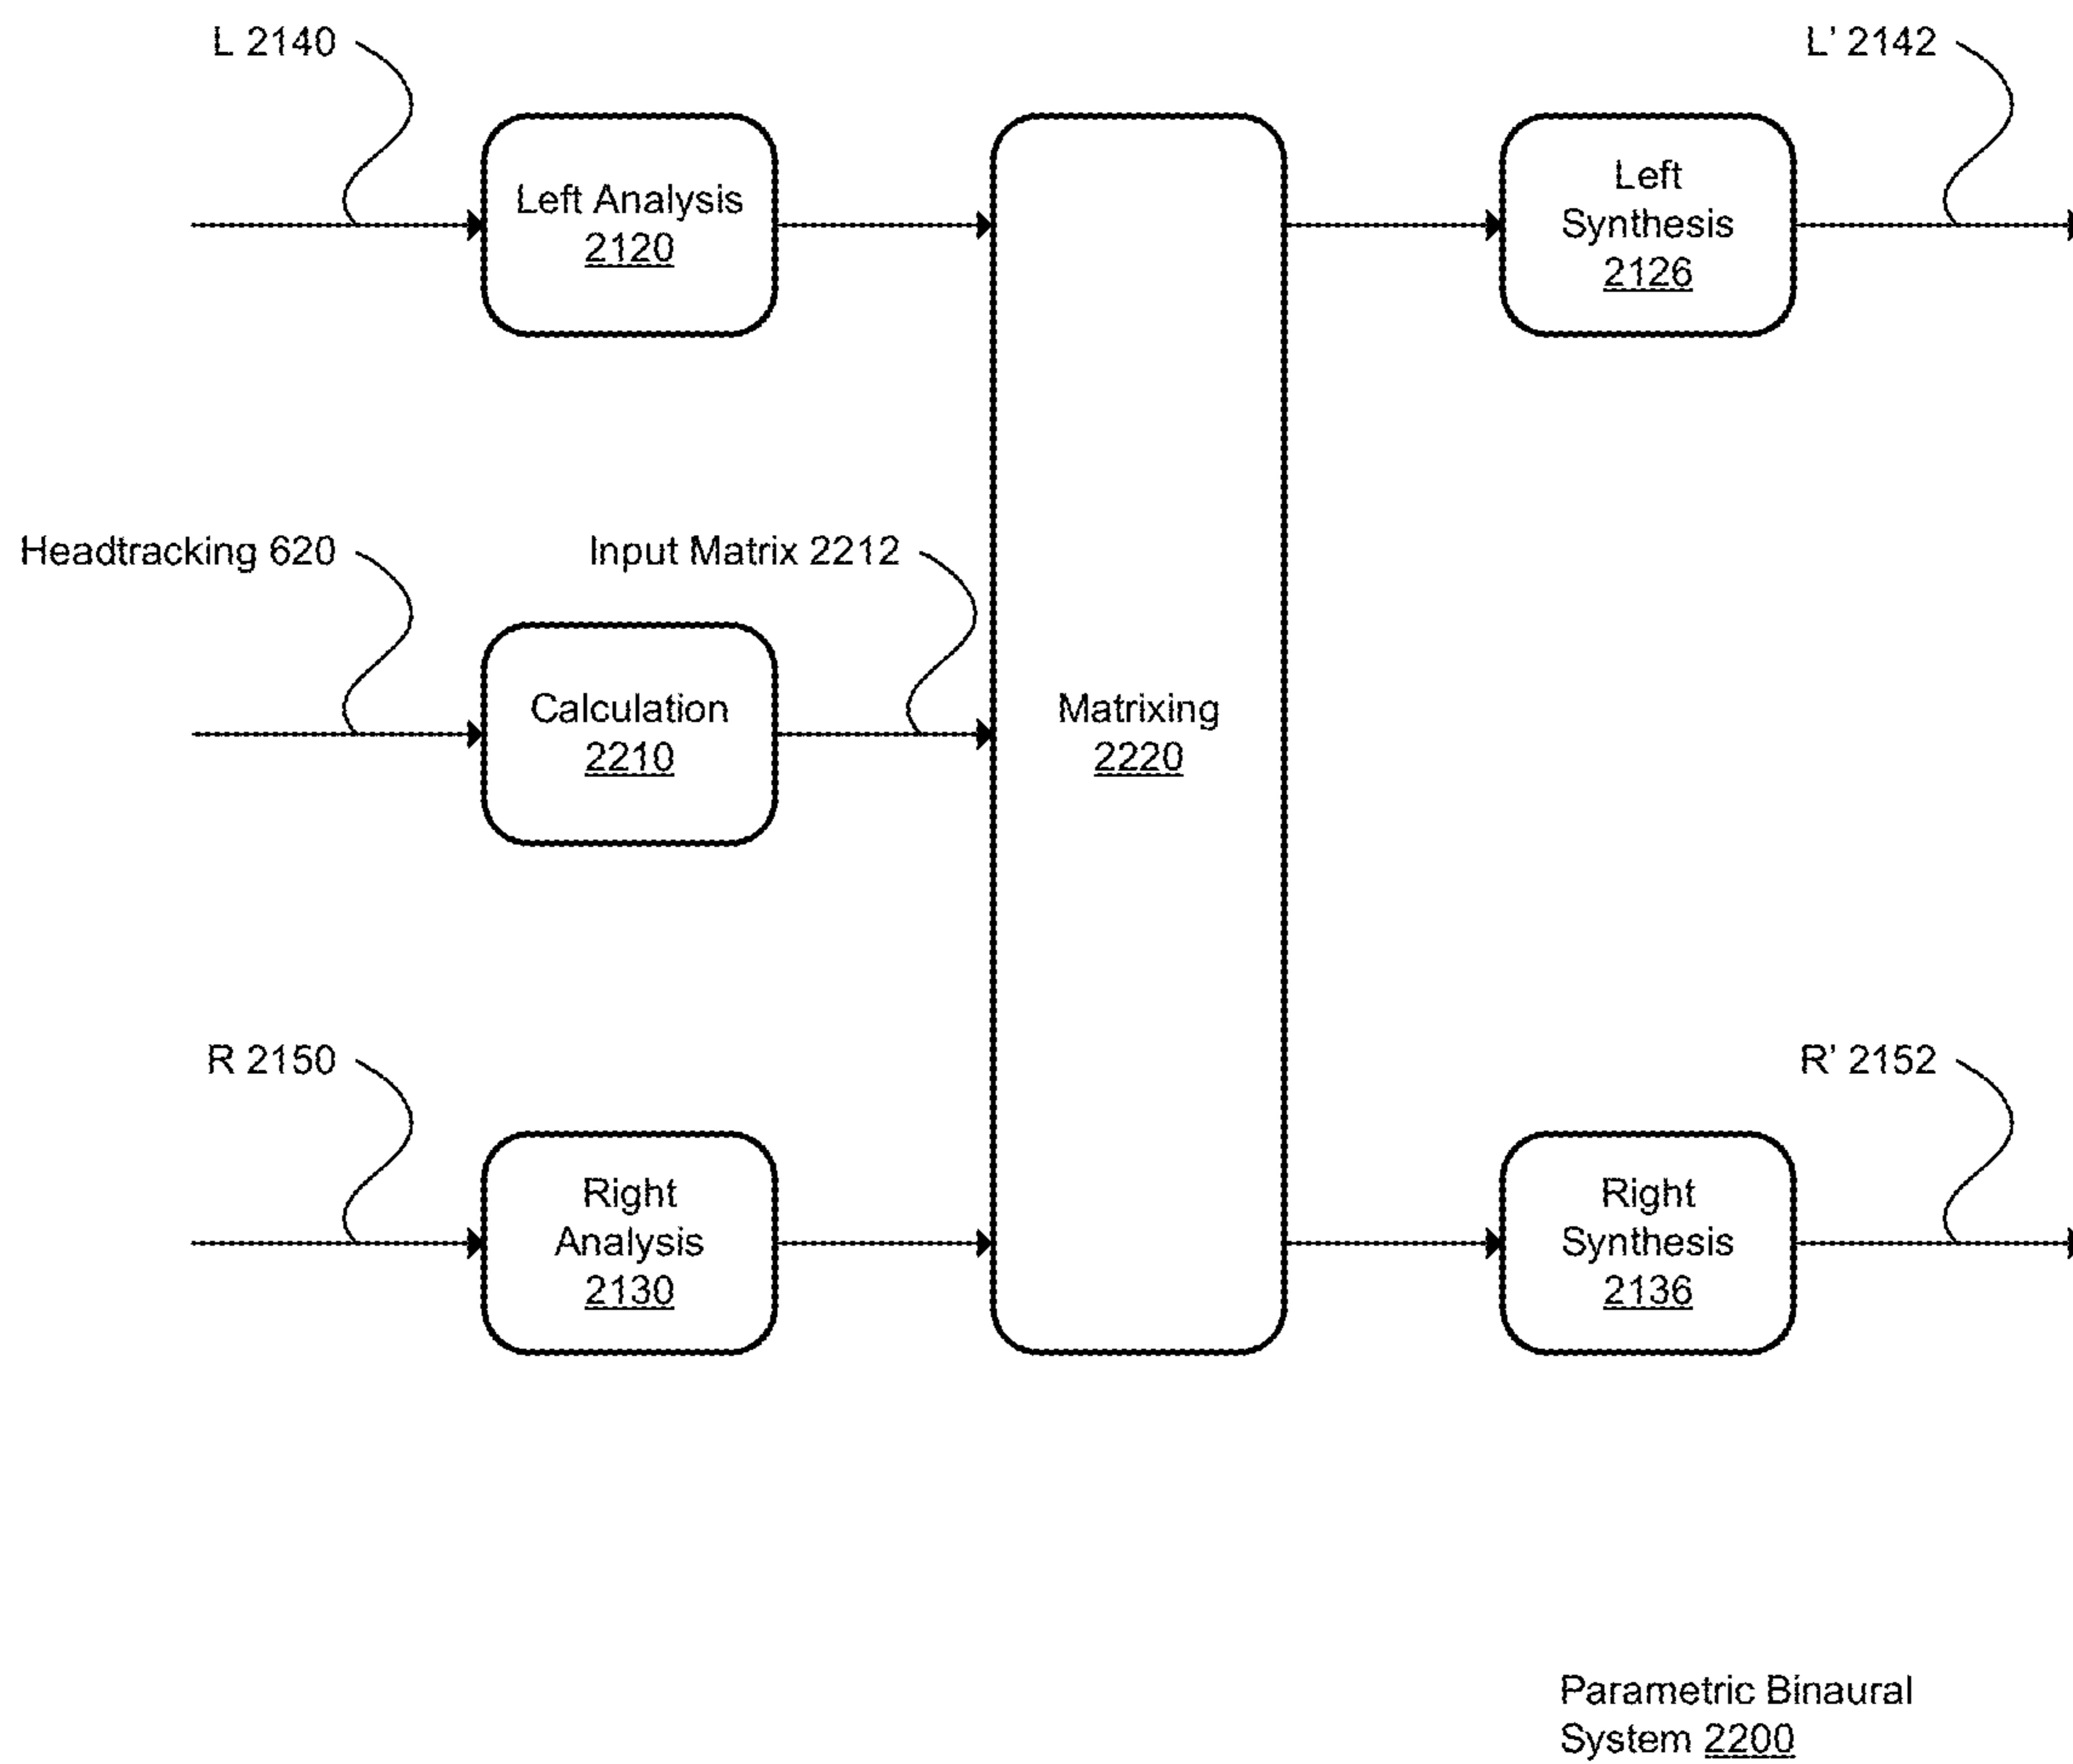 L 2140
L' 2142
Left Analysis
2120
Left
Synthesis
2126
Headtracking 620
Input Matrix 2212
Calculation
2210
Matrixing
2220
R 2150
R' 2152
Right
Analysis
2130
Right
Synthesis
2136
Parametric Binaural
System 2200